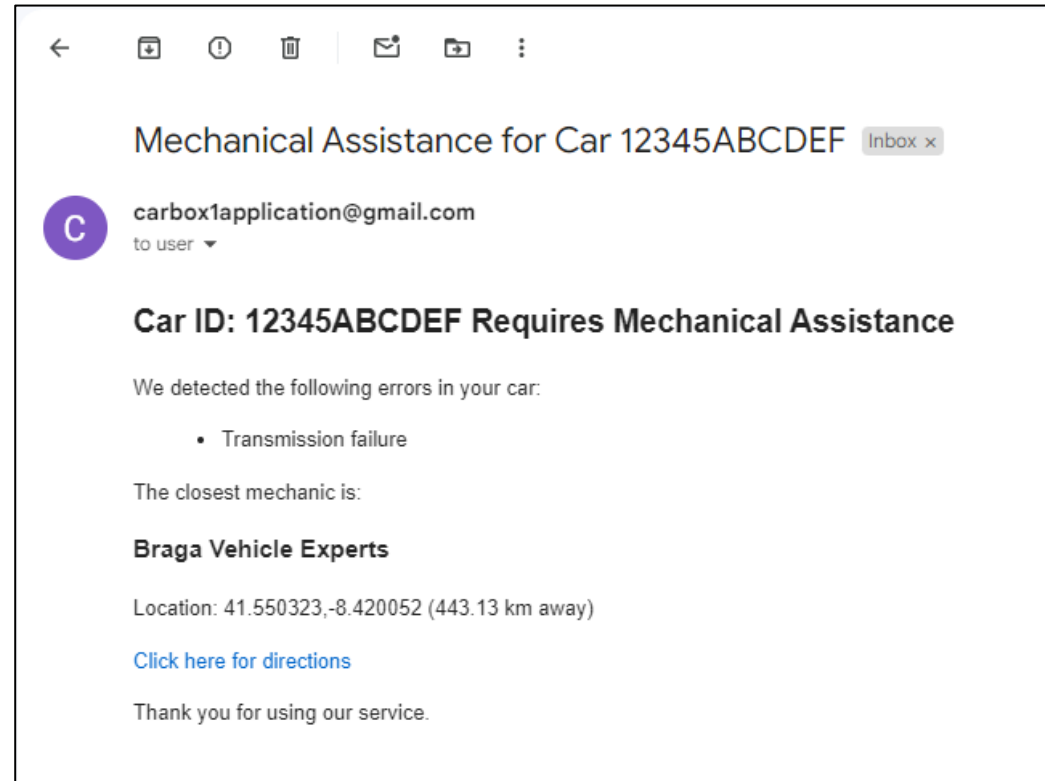 Mechanical Assistance for Car 12345ABCDEF Inbox ×
C
carbox1application@gmail.com
to user
Car ID: 12345ABCDEF Requires Mechanical Assistance
We detected the following errors in your car:
• Transmission failure
The closest mechanic is:
Braga Vehicle Experts
Location: 41.550323,-8.420052 (443.13 km away)
Click here for directions
Thank you for using our service.